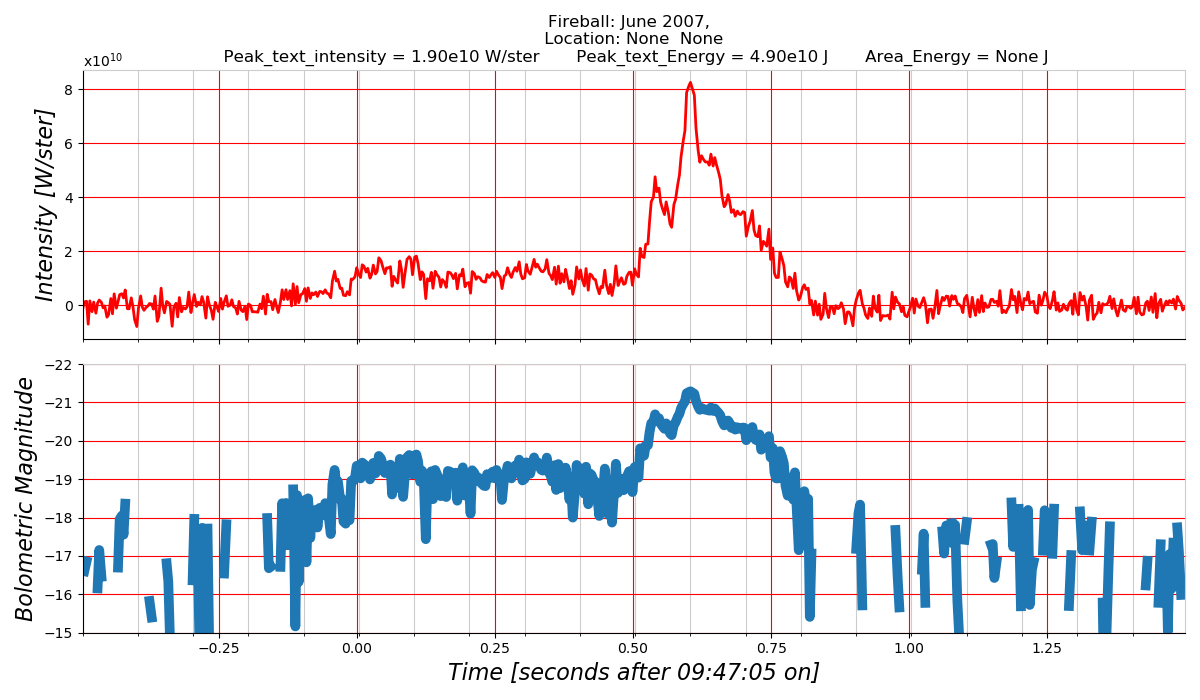 Fireball: June 2007,
Location: None  None
Peak_text_intensity = 1.90e10 W/ster       Peak_text_Energy = 4.90e10 J       Area_Energy = None J
x10¹⁰
8
6
4
2
0
Intensity [W/ster]
−22
−21
−20
−19
−18
−17
−16
−15
Bolometric Magnitude
−0.25 0.00 0.25 0.50 0.75 1.00 1.25
Time [seconds after 09:47:05 on]